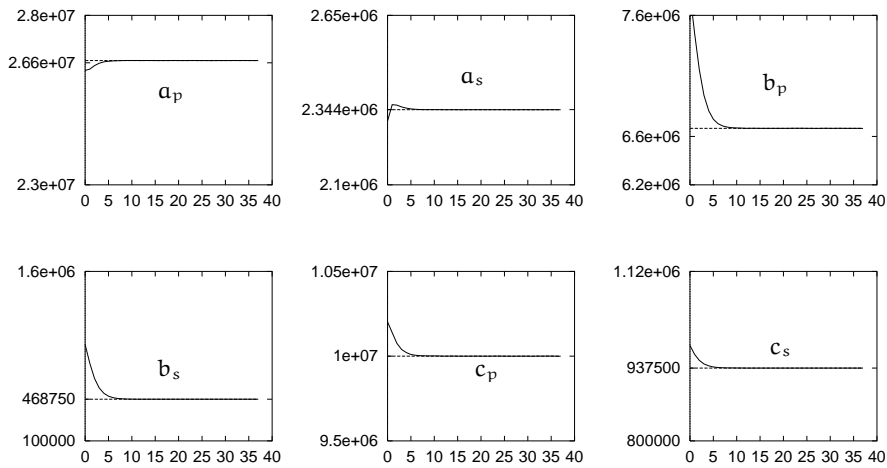 2.8e+07
2.66e+07
2.3e+07
a_p
0 5 10 15 20 25 30 35 40
2.65e+06
2.344e+06
2.1e+06
a_s
0 5 10 15 20 25 30 35 40
7.6e+06
6.6e+06
6.2e+06
b_p
0 5 10 15 20 25 30 35 40
1.6e+06
468750
100000
b_s
0 5 10 15 20 25 30 35 40
1.05e+07
1e+07
9.5e+06
c_p
0 5 10 15 20 25 30 35 40
1.12e+06
937500
800000
c_s
0 5 10 15 20 25 30 35 40